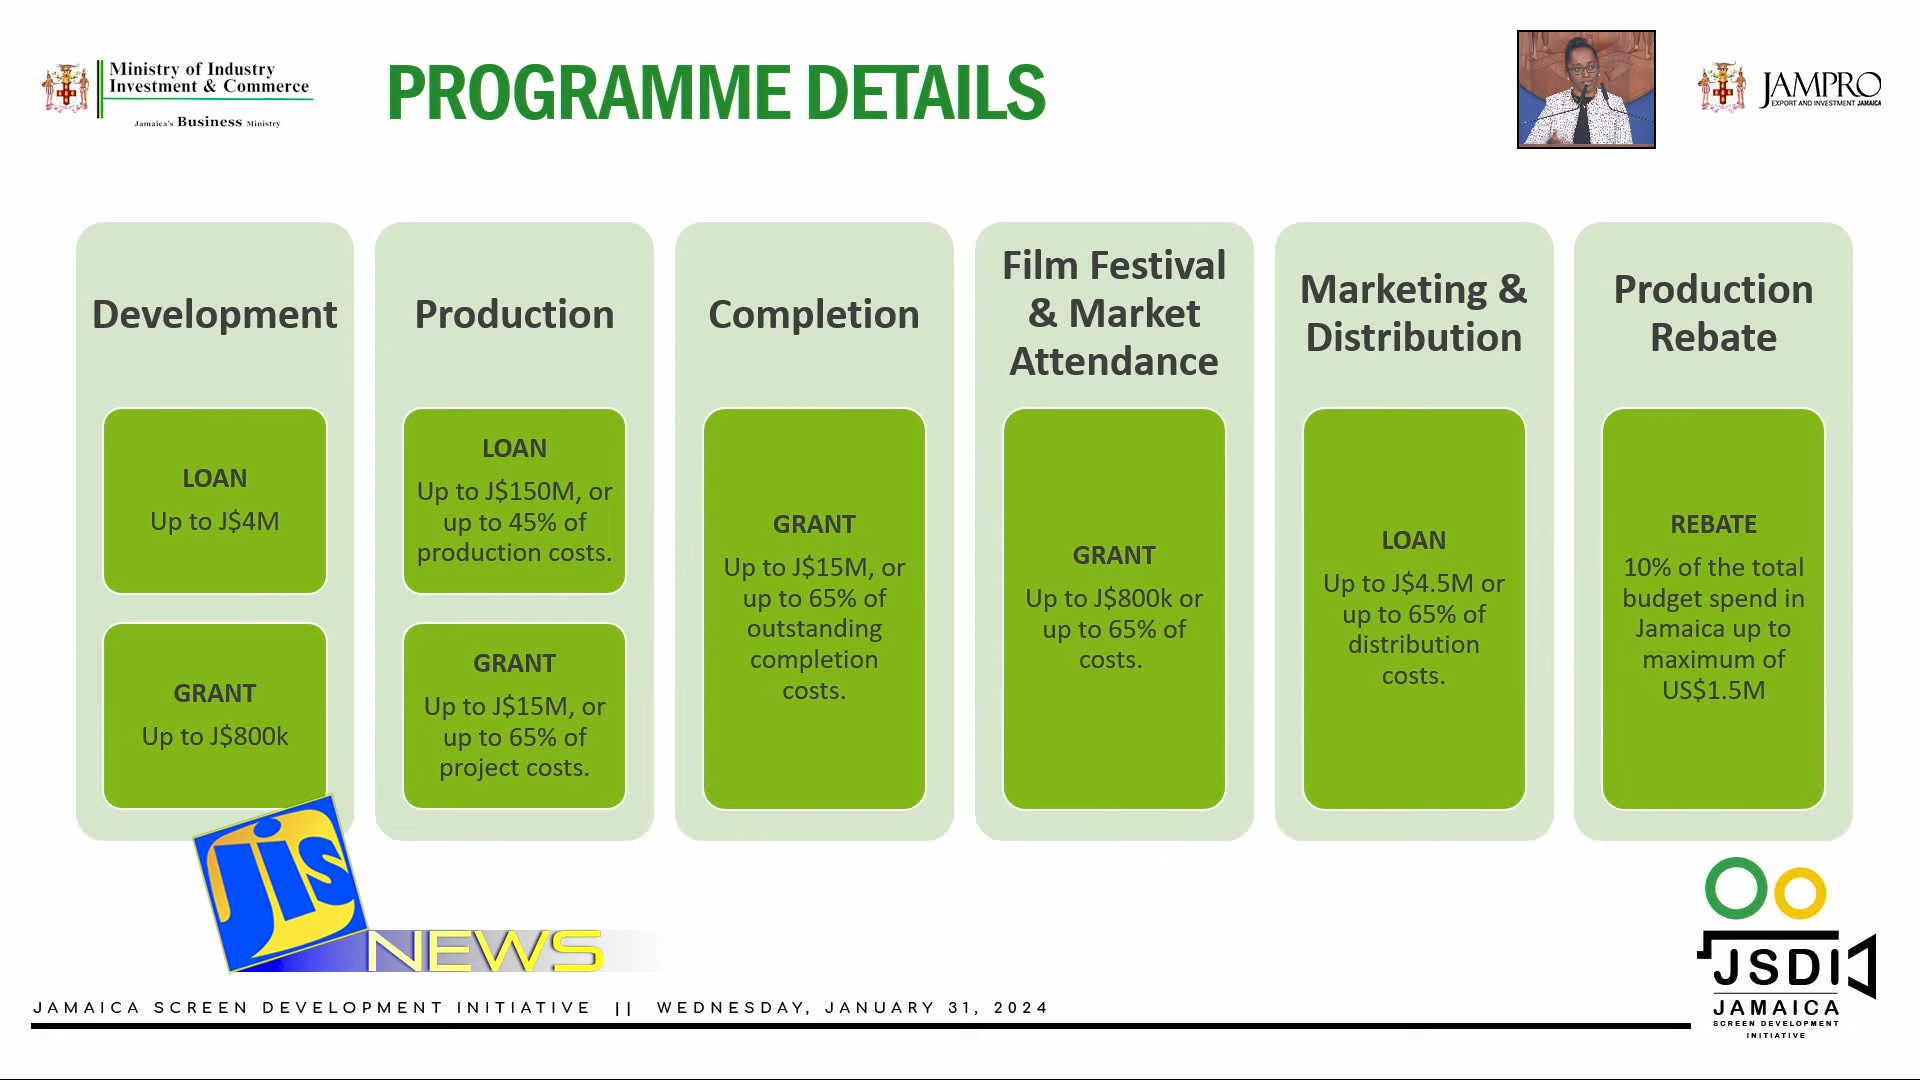 Ministry of Industry
Investment & Commerce
Jamaica's Business Ministry
PROGRAMME DETAILS
JAMPRO
EXPORT AND INVESTMENT JAMAICA
Development
LOAN
Up to J$4M
GRANT
Up to J$800k
Production
LOAN
Up to J$150M, or
up to 45% of
production costs.
GRANT
Up to J$15M, or
up to 65% of
project costs.
Completion
GRANT
Up to J$15M, or
up to 65% of
outstanding
completion
costs.
Film Festival
& Market
Attendance
GRANT
Up to J$800k or
up to 65% of
costs.
Marketing &
Distribution
LOAN
Up to J$4.5M or
up to 65% of
distribution
costs.
Production
Rebate
REBATE
10% of the total
budget spend in
Jamaica up to
maximum of
US$1.5M
jis
NEWS
JAMAICA SCREEN DEVELOPMENT INITIATIVE || WEDNESDAY, JANUARY 31, 2024
JSDI
JAMAICA
SCREEN DEVELOPMENT
INITIATIVE